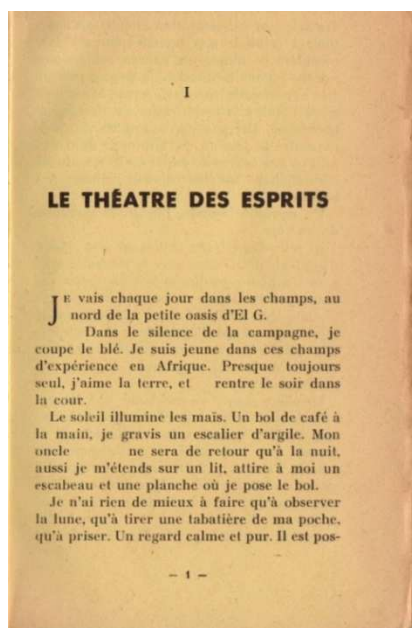 I
LE THÉATRE DES ESPRITS
JE vais chaque jour dans les champs, au
nord de la petite oasis d'El G.
Dans le silence de la campagne, je
coupe le blé. Je suis jeune dans ces champs
d'expérience en Afrique. Presque toujours
seul, j'aime la terre, et rentre le soir dans
la cour.
Le soleil illumine les maïs. Un bol de café à
la main, je gravis un escalier d'argile. Mon
oncle ne sera de retour qu'à la nuit,
aussi je m'étends sur un lit, attire à moi un
escabeau et une planche où je pose le bol.
Je n'ai rien de mieux à faire qu'à observer
la lune, qu'à tirer une tabatière de ma poche,
qu'à priser. Un regard calme et pur. Il est pos-
— 1 —